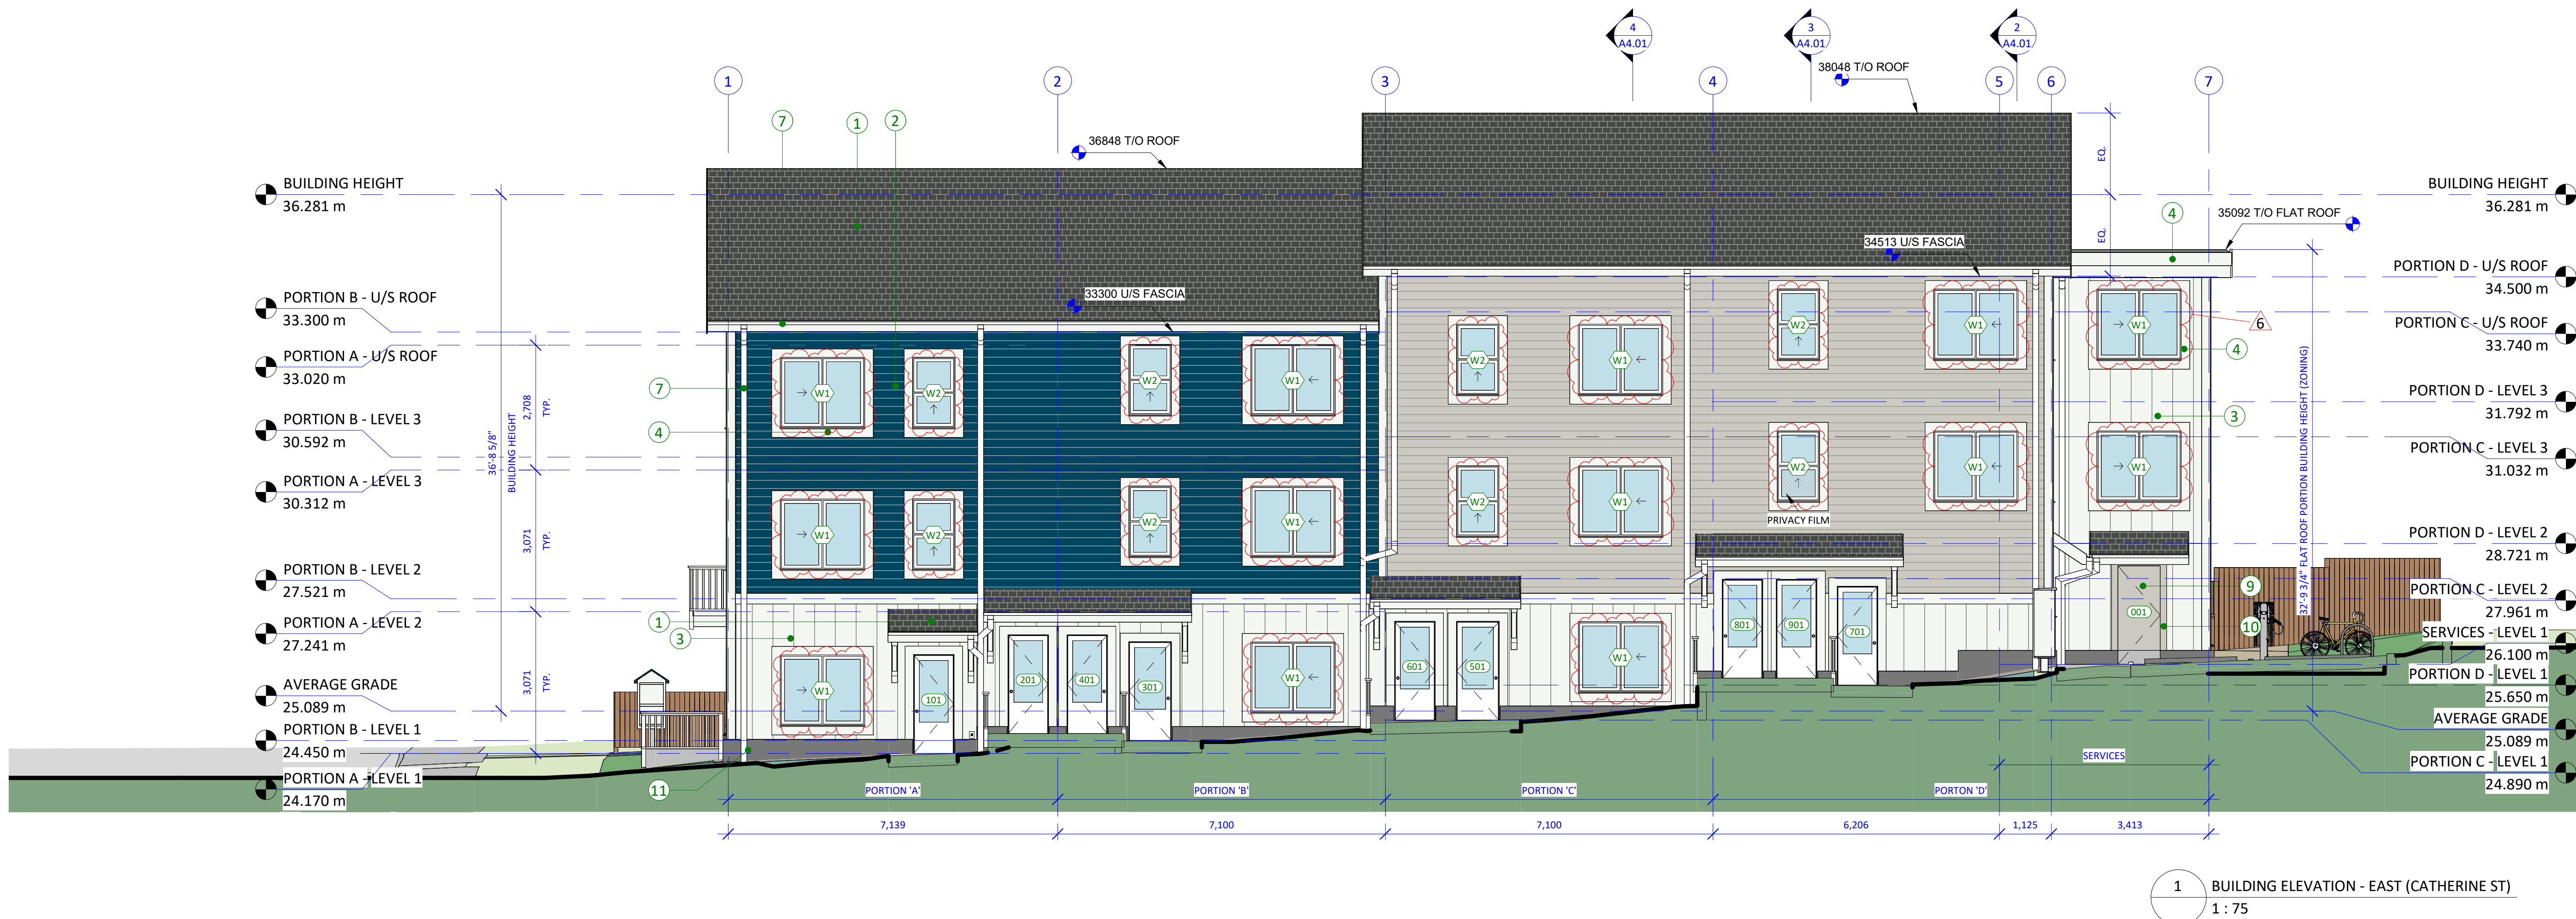 4
A4.01
3
A4.01
2
A4.01
1
2
3
4
5
6
7
38048 T/O ROOF
7
1
2
36848 T/O ROOF
EQ.
EQ.
BUILDING HEIGHT
36.281 m
PORTION B - U/S ROOF
33.300 m
PORTION A - U/S ROOF
33.020 m
PORTION B - LEVEL 3
30.592 m
PORTION A - LEVEL 3
30.312 m
PORTION B - LEVEL 2
27.521 m
PORTION A - LEVEL 2
27.241 m
AVERAGE GRADE
25.089 m
PORTION B - LEVEL 1
24.450 m
PORTION A - LEVEL 1
24.170 m
36'-8 5/8"
BUILDING HEIGHT
2,708
TYP.
3,071
TYP.
3,071
TYP.
33300 U/S FASCIA
34513 U/S FASCIA
4
35092 T/O FLAT ROOF
7
4
1
3
11
W1
W2
W2
W1
W2
W1
W2
W1
W1
W1
W2
W2
W1
W2
W1
W2
W1
W1
PRIVACY FILM
W1
W1
W1
101
201
401
301
601
501
801
901
701
001
6
4
3
9
10
32'-9 3/4" FLAT ROOF PORTION BUILDING HEIGHT (ZONING)
BUILDING HEIGHT
36.281 m
PORTION D - U/S ROOF
34.500 m
PORTION C - U/S ROOF
33.740 m
PORTION D - LEVEL 3
31.792 m
PORTION C - LEVEL 3
31.032 m
PORTION D - LEVEL 2
28.721 m
PORTION C - LEVEL 2
27.961 m
SERVICES - LEVEL 1
26.100 m
PORTION D - LEVEL 1
25.650 m
AVERAGE GRADE
25.089 m
PORTION C - LEVEL 1
24.890 m
SERVICES
PORTION 'A'
PORTION 'B'
PORTION 'C'
PORTON 'D'
7,139
7,100
7,100
6,206
1,125
3,413
1
BUILDING ELEVATION - EAST (CATHERINE ST)
1 : 75